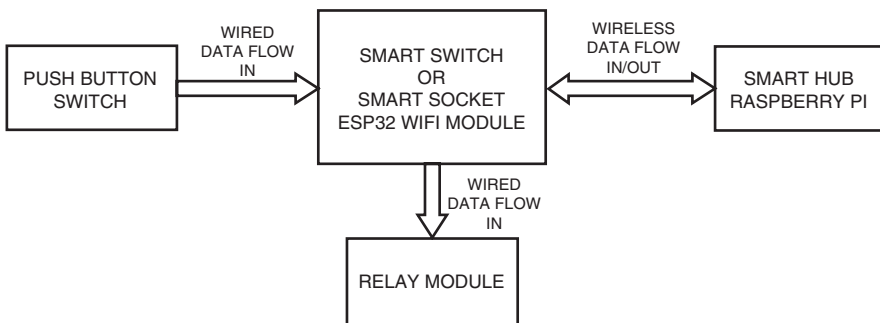 WIRED
DATA FLOW
IN
PUSH BUTTON
SWITCH
SMART SWITCH
OR
SMART SOCKET
ESP32 WIFI MODULE
WIRELESS
DATA FLOW
IN/OUT
SMART HUB
RASPBERRY PI
WIRED
DATA FLOW
IN
RELAY MODULE